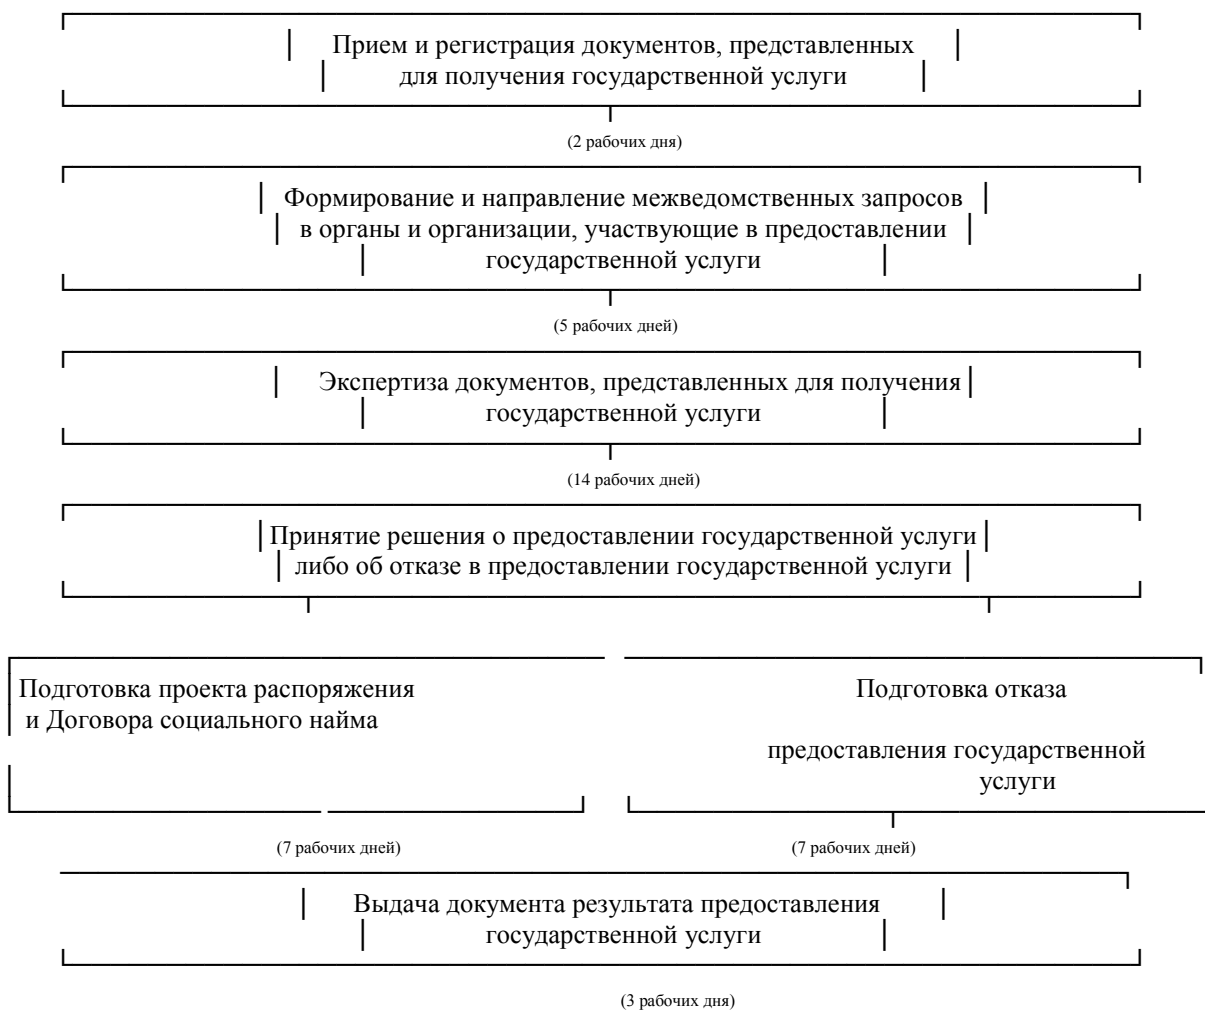 Прием и регистрация документов, представленных
для получения государственной услуги
(2 рабочих дня)
Формирование и направление межведомственных запросов
в органы и организации, участвующие в предоставлении
государственной услуги
(5 рабочих дней)
Экспертиза документов, представленных для получения
государственной услуги
(14 рабочих дней)
Принятие решения о предоставлении государственной услуги
либо об отказе в предоставлении государственной услуги
Подготовка проекта распоряжения
и Договора социального найма
Подготовка отказа
предоставления государственной
услуги
(7 рабочих дней)
(7 рабочих дней)
Выдача документа результата предоставления
государственной услуги
(3 рабочих дня)